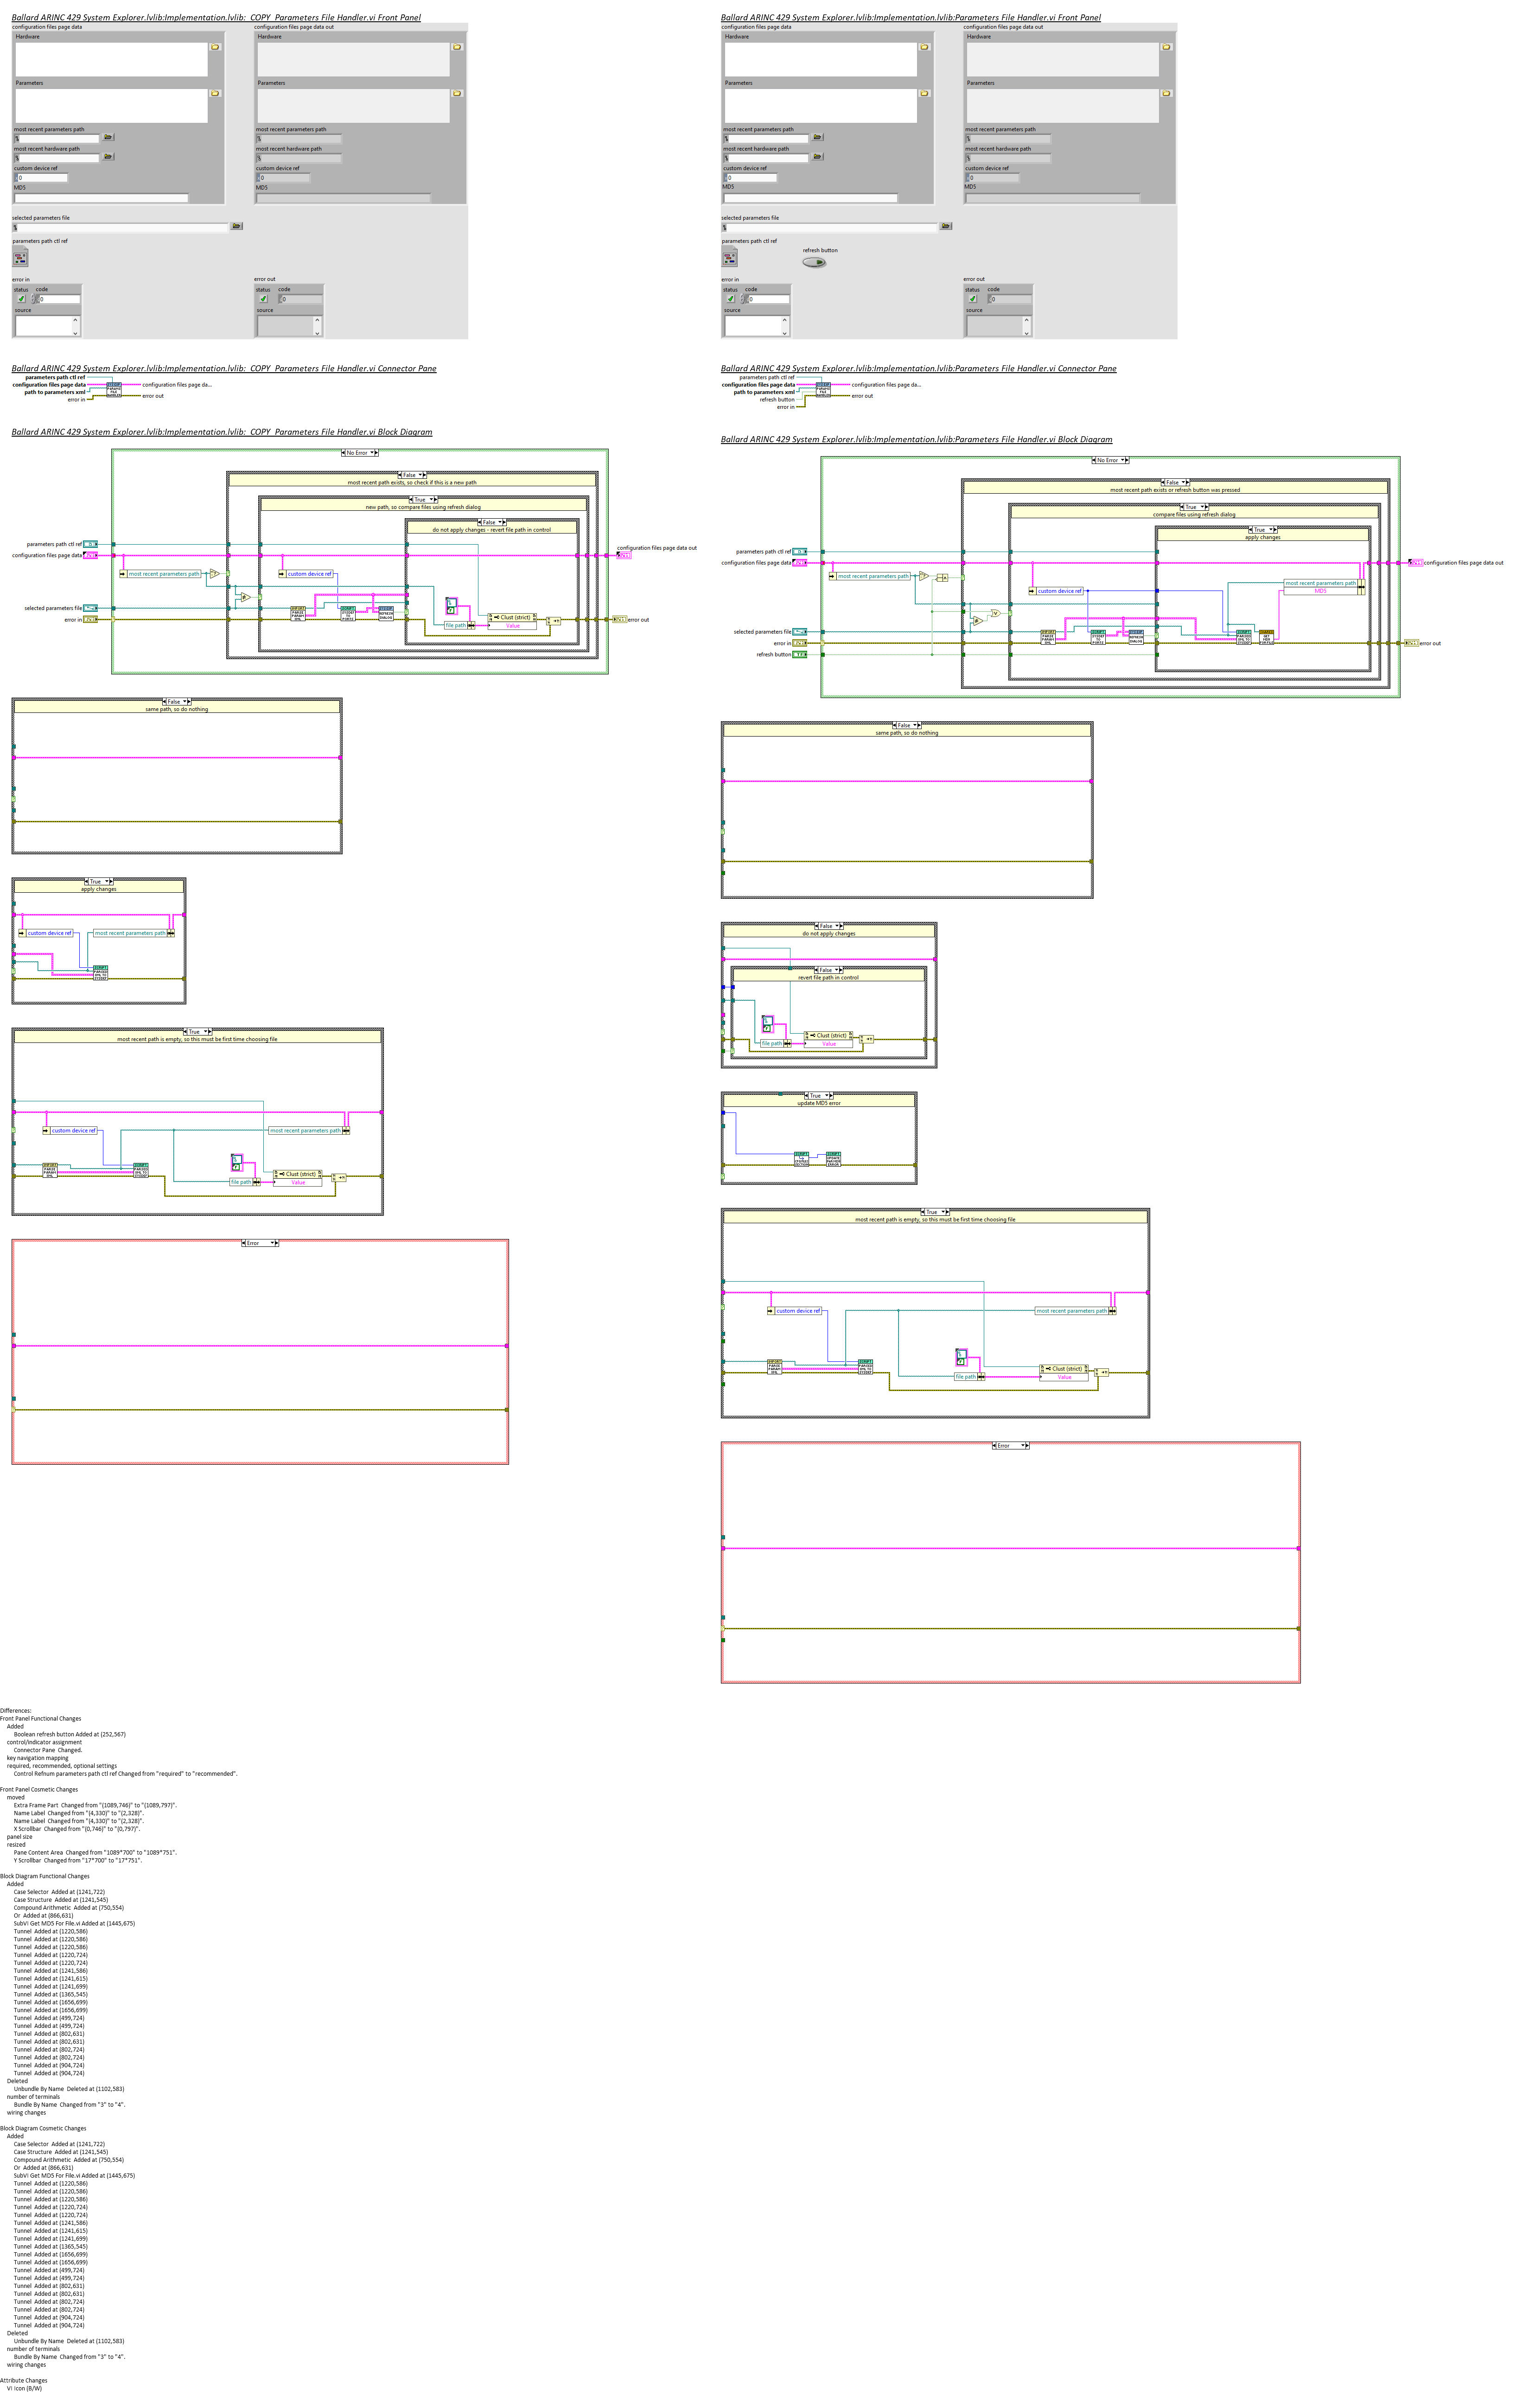 Ballard ARINC 429 System Explorer.lvlib:Implementation.lvlib:_COPY_Parameters File Handler.vi Front Panel
configuration files page data
configuration files page data out
Hardware
Hardware
Parameters
Parameters
most recent parameters path
most recent parameters path
most recent hardware path
most recent hardware path
custom device ref
custom device ref
0
0
MD5
MD5
selected parameters file
parameters path ctl ref
error in
error out
status code
status code
0
0
source
source
Ballard ARINC 429 System Explorer.lvlib:Implementation.lvlib:_COPY_Parameters File Handler.vi Connector Pane
parameters path ctl ref
configuration files page data
configuration files page da...
path to parameters xml
error in
error out
Ballard ARINC 429 System Explorer.lvlib:Implementation.lvlib:_COPY_Parameters File Handler.vi Block Diagram
No Error
False
most recent path exists, so check if this is a new path
True
new path, so compare files using refresh dialog
False
do not apply changes - revert file path in control
parameters path ctl ref
configuration files page data
configuration files page data out
most recent parameters path
custom device ref
selected parameters file
error in
file path
Clust (strict)
Value
error out
False
same path, so do nothing
True
apply changes
custom device ref
most recent parameters path
True
most recent path is empty, so this must be first time choosing file
custom device ref
most recent parameters path
file path
Clust (strict)
Value
Error
Ballard ARINC 429 System Explorer.lvlib:Implementation.lvlib:Parameters File Handler.vi Front Panel
configuration files page data
configuration files page data out
Hardware
Hardware
Parameters
Parameters
most recent parameters path
most recent parameters path
most recent hardware path
most recent hardware path
custom device ref
custom device ref
0
0
MD5
MD5
selected parameters file
parameters path ctl ref
refresh button
error in
error out
status code
status code
0
0
source
source
Ballard ARINC 429 System Explorer.lvlib:Implementation.lvlib:Parameters File Handler.vi Connector Pane
parameters path ctl ref
configuration files page data
configuration files page da...
path to parameters xml
refresh button
error in
error out
Ballard ARINC 429 System Explorer.lvlib:Implementation.lvlib:Parameters File Handler.vi Block Diagram
No Error
False
most recent path exists or refresh button was pressed
True
compare files using refresh dialog
True
apply changes
parameters path ctl ref
configuration files page data
configuration files page data out
most recent parameters path
custom device ref
most recent parameters path
MD5
selected parameters file
error in
error out
refresh button
False
same path, so do nothing
False
do not apply changes
False
revert file path in control
file path
Clust (strict)
Value
True
update MD5 error
True
most recent path is empty, so this must be first time choosing file
custom device ref
most recent parameters path
file path
Clust (strict)
Value
Error
Differences:
Front Panel Functional Changes
Added
Boolean refresh button Added at (252,567)
control/indicator assignment
Connector Pane Changed.
key navigation mapping
required, recommended, optional settings
Control Refnum parameters path ctl ref Changed from "required" to "recommended".
Front Panel Cosmetic Changes
moved
Extra Frame Part Changed from "(1089,746)" to "(1089,797)".
Name Label Changed from "(4,330)" to "(2,328)".
Name Label Changed from "(4,330)" to "(2,328)".
X Scrollbar Changed from "(0,746)" to "(0,797)".
panel size
resized
Pane Content Area Changed from "1089*700" to "1089*751".
Y Scrollbar Changed from "17*700" to "17*751".
Block Diagram Functional Changes
Added
Case Selector Added at (1241,722)
Case Structure Added at (1241,545)
Compound Arithmetic Added at (750,554)
Or Added at (866,631)
SubVI Get MD5 For File.vi Added at (1445,675)
Tunnel Added at (1220,586)
Tunnel Added at (1220,586)
Tunnel Added at (1220,586)
Tunnel Added at (1220,724)
Tunnel Added at (1220,724)
Tunnel Added at (1241,586)
Tunnel Added at (1241,615)
Tunnel Added at (1241,699)
Tunnel Added at (1365,545)
Tunnel Added at (1656,699)
Tunnel Added at (1656,699)
Tunnel Added at (499,724)
Tunnel Added at (499,724)
Tunnel Added at (802,631)
Tunnel Added at (802,631)
Tunnel Added at (802,724)
Tunnel Added at (802,724)
Tunnel Added at (904,724)
Tunnel Added at (904,724)
Deleted
Unbundle By Name Deleted at (1102,583)
number of terminals
Bundle By Name Changed from "3" to "4".
wiring changes
Block Diagram Cosmetic Changes
Added
Case Selector Added at (1241,722)
Case Structure Added at (1241,545)
Compound Arithmetic Added at (750,554)
Or Added at (866,631)
SubVI Get MD5 For File.vi Added at (1445,675)
Tunnel Added at (1220,586)
Tunnel Added at (1220,586)
Tunnel Added at (1220,586)
Tunnel Added at (1220,724)
Tunnel Added at (1220,724)
Tunnel Added at (1241,586)
Tunnel Added at (1241,615)
Tunnel Added at (1241,699)
Tunnel Added at (1365,545)
Tunnel Added at (1656,699)
Tunnel Added at (1656,699)
Tunnel Added at (499,724)
Tunnel Added at (499,724)
Tunnel Added at (802,631)
Tunnel Added at (802,631)
Tunnel Added at (802,724)
Tunnel Added at (802,724)
Tunnel Added at (904,724)
Tunnel Added at (904,724)
Deleted
Unbundle By Name Deleted at (1102,583)
number of terminals
Bundle By Name Changed from "3" to "4".
wiring changes
Attribute Changes
VI Icon (B/W)